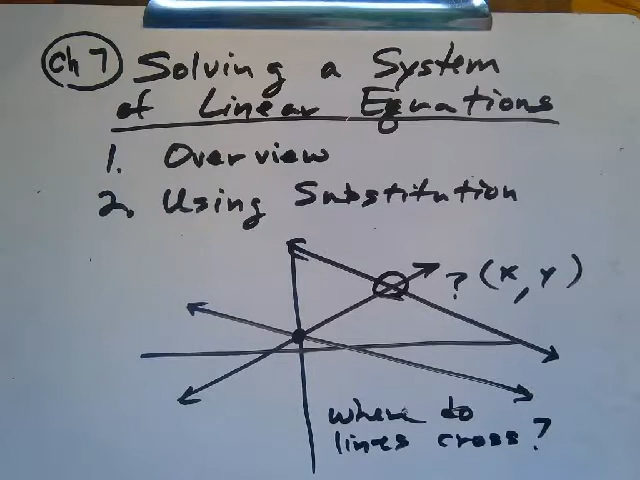 Ch 7 Solving a System
of Linear Equations
1. Overview
2. Using Substitution
? (x, y)
where do
lines cross?